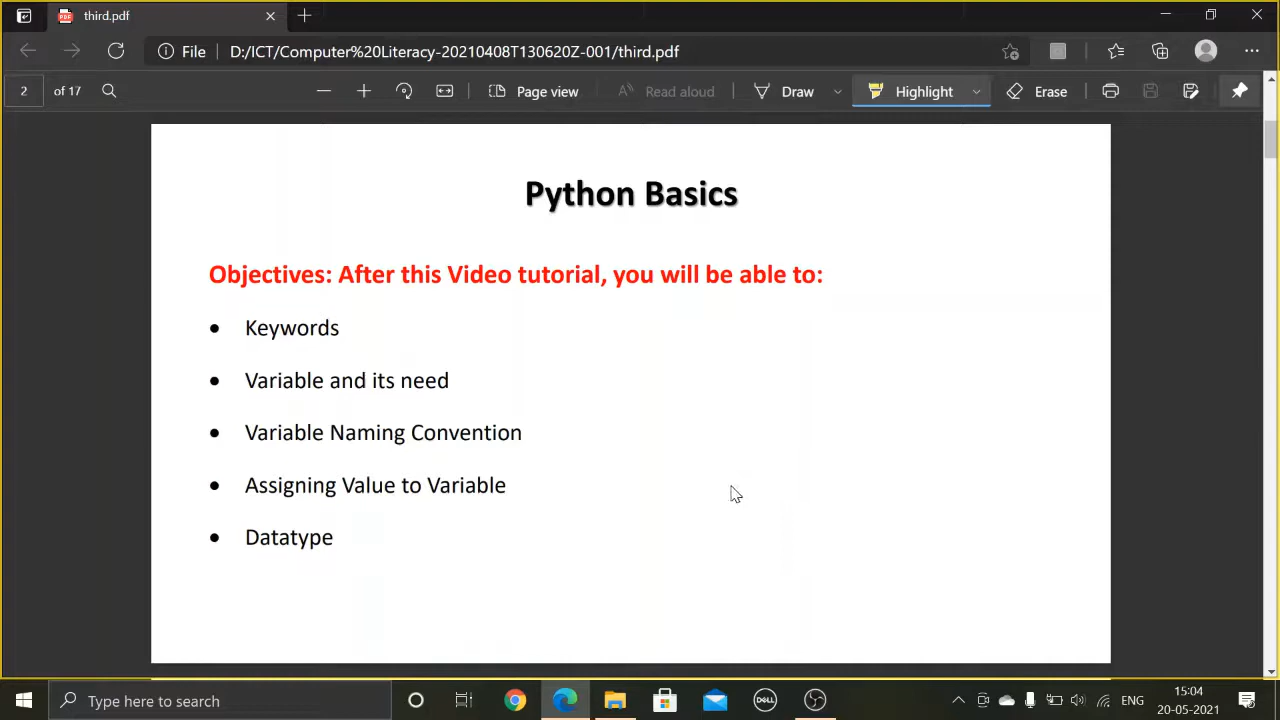 third.pdf
File D:/ICT/Computer%20Literacy-20210408T130620Z-001/third.pdf
2 of 17 Page view Read aloud Draw Highlight Erase
Python Basics
Objectives: After this Video tutorial, you will be able to:
• Keywords
• Variable and its need
• Variable Naming Convention
• Assigning Value to Variable
• Datatype
Type here to search DELL ENG 15:04
20-05-2021